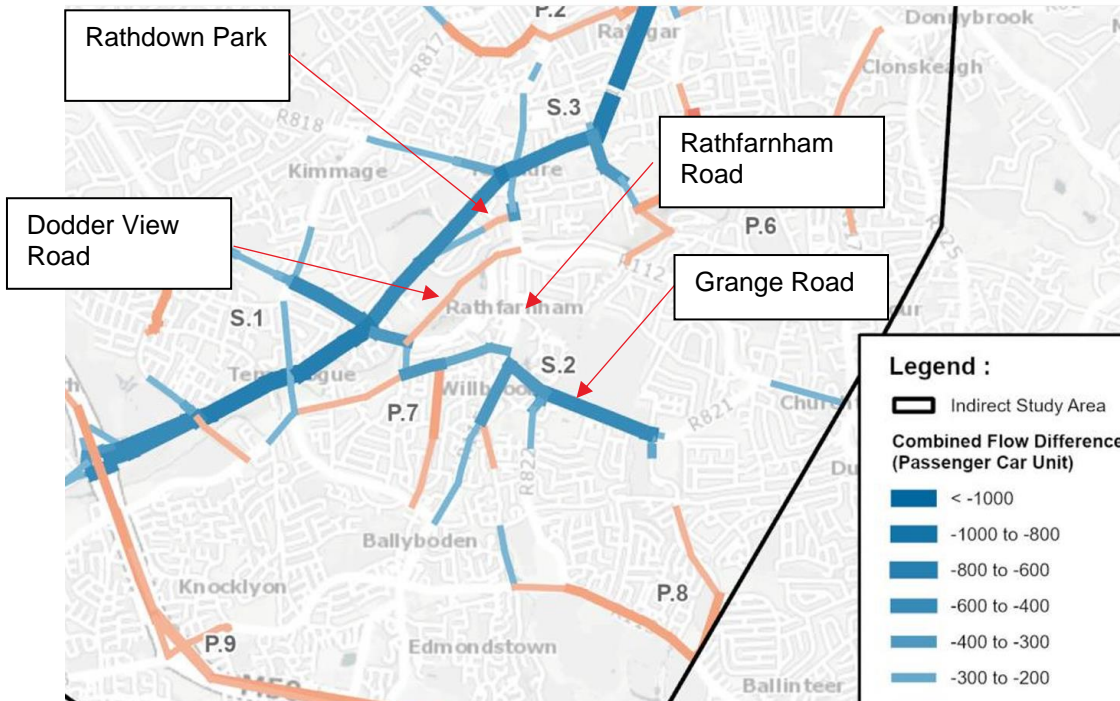 P.2
Donnybrook
Rathdown Park
Clonskeagh
R817
S.3
R818
Kimmage
Rathfarnham
Road
P.6
Dodder View
Road
R112
Grange Road
Rathfarnham
S.1
S.2
P.7
R821
R822
Legend :
Indirect Study Area
Combined Flow Difference
(Passenger Car Unit)
< -1000
-1000 to -800
-800 to -600
-600 to -400
-400 to -300
-300 to -200
Ballyboden
Knocklyon
P.8
P.9
Edmondstown
M50
Ballinteer